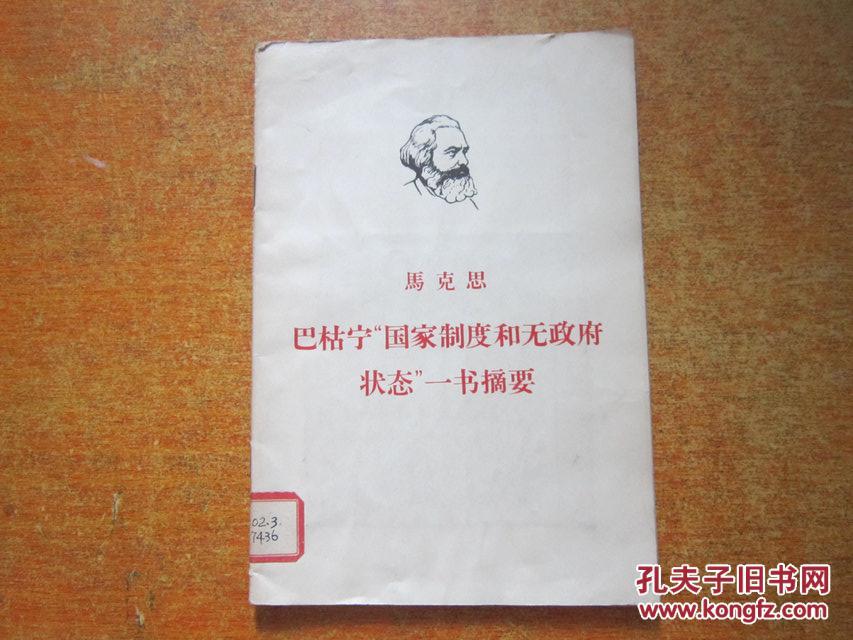 馬克思
巴枯宁“国家制度和无政府
状态”一书摘要
02.3.
7436
孔夫子旧书网
www.kongfz.com